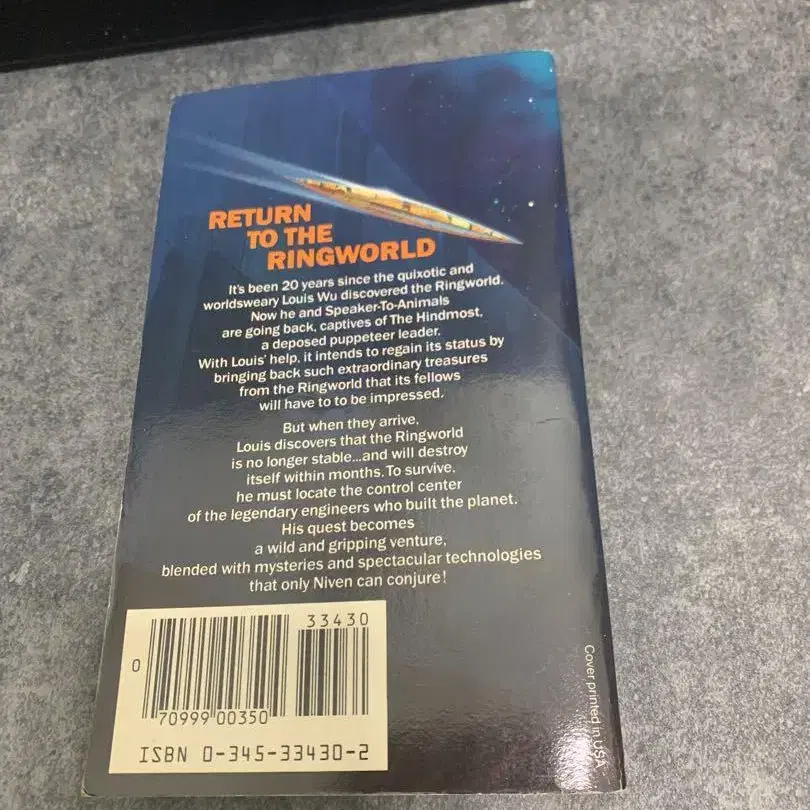 RETURN
TO THE
RINGWORLD
It's been 20 years since the quixotic and
worldsweary Louis Wu discovered the Ringworld.
Now he and Speaker-To-Animals
are going back, captives of The Hindmost,
a deposed puppeteer leader.
With Louis' help, it intends to regain its status by
bringing back such extraordinary treasures
from the Ringworld that its fellows
will have to to be impressed.
But when they arrive,
Louis discovers that the Ringworld
is no longer stable...and will destroy
itself within months. To survive,
he must locate the control center
of the legendary engineers who built the planet.
His quest becomes
a wild and gripping venture,
blended with mysteries and spectacular technologies
that only Niven can conjure!
33430
0
70999 00350
ISBN 0-345-33430-2
Cover printed in USA